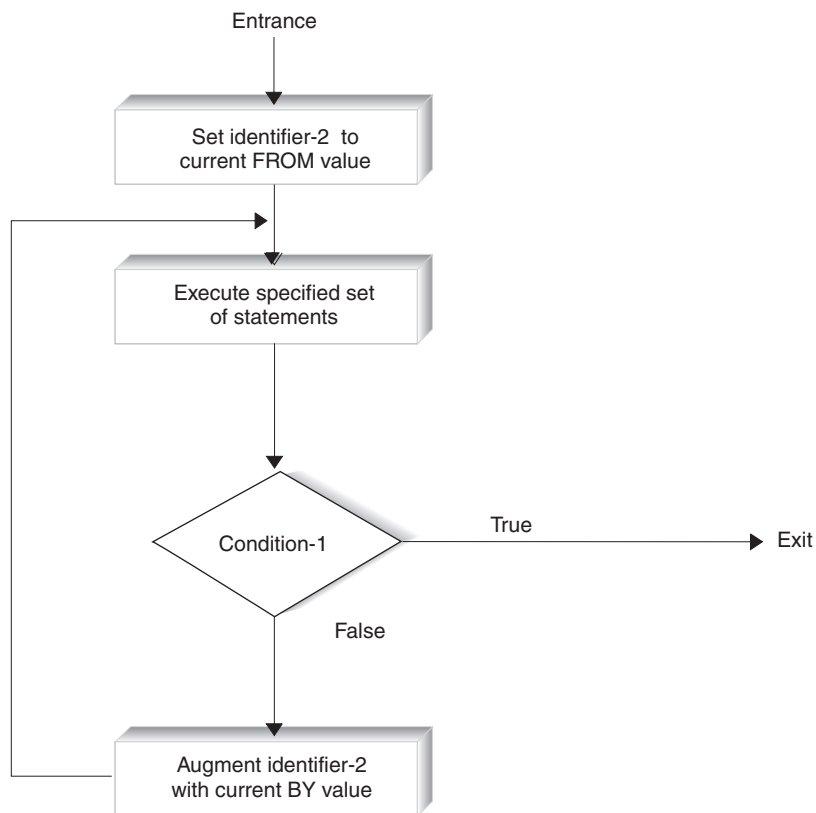 Entrance
Set identifier-2 to
current FROM value
Execute specified set
of statements
Condition-1
True
Exit
False
Augment identifier-2
with current BY value